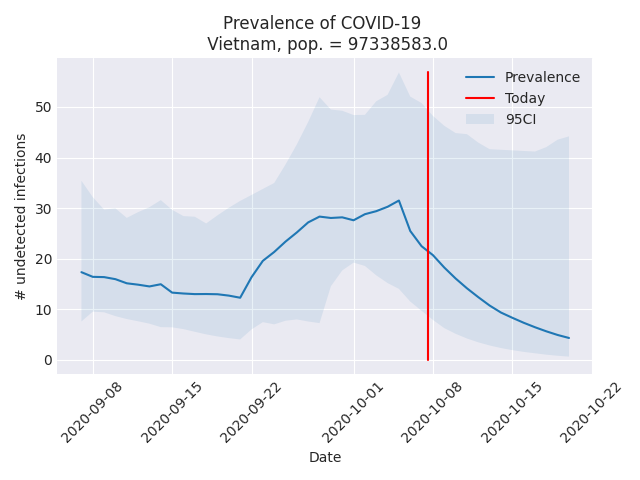 Prevalence of COVID-19
Vietnam, pop. = 97338583.0
Prevalence
Today
95CI
# undetected infections
50
40
30
20
10
0
2020-09-08
2020-09-15
2020-09-22
2020-10-01
2020-10-08
2020-10-15
2020-10-22
Date